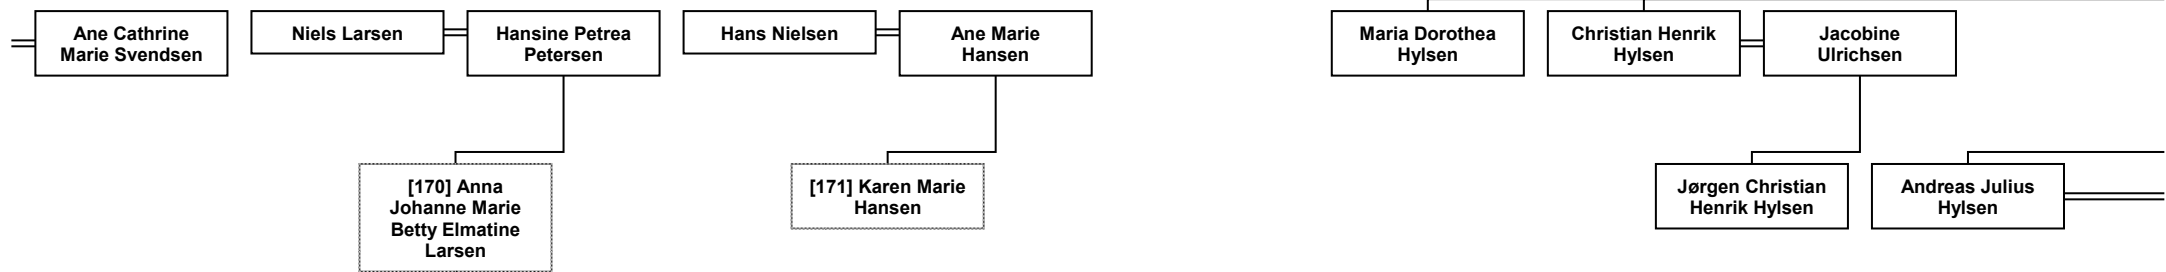 Ane Cathrine
Marie Svendsen
Niels Larsen
Hansine Petrea
Petersen
Hans Nielsen
Ane Marie
Hansen
Maria Dorothea
Hylsen
Christian Henrik
Hylsen
Jacobine
Ulrichsen
[170] Anna
Johanne Marie
Betty Elmatine
Larsen
[171] Karen Marie
Hansen
Jørgen Christian
Henrik Hylsen
Andreas Julius
Hylsen